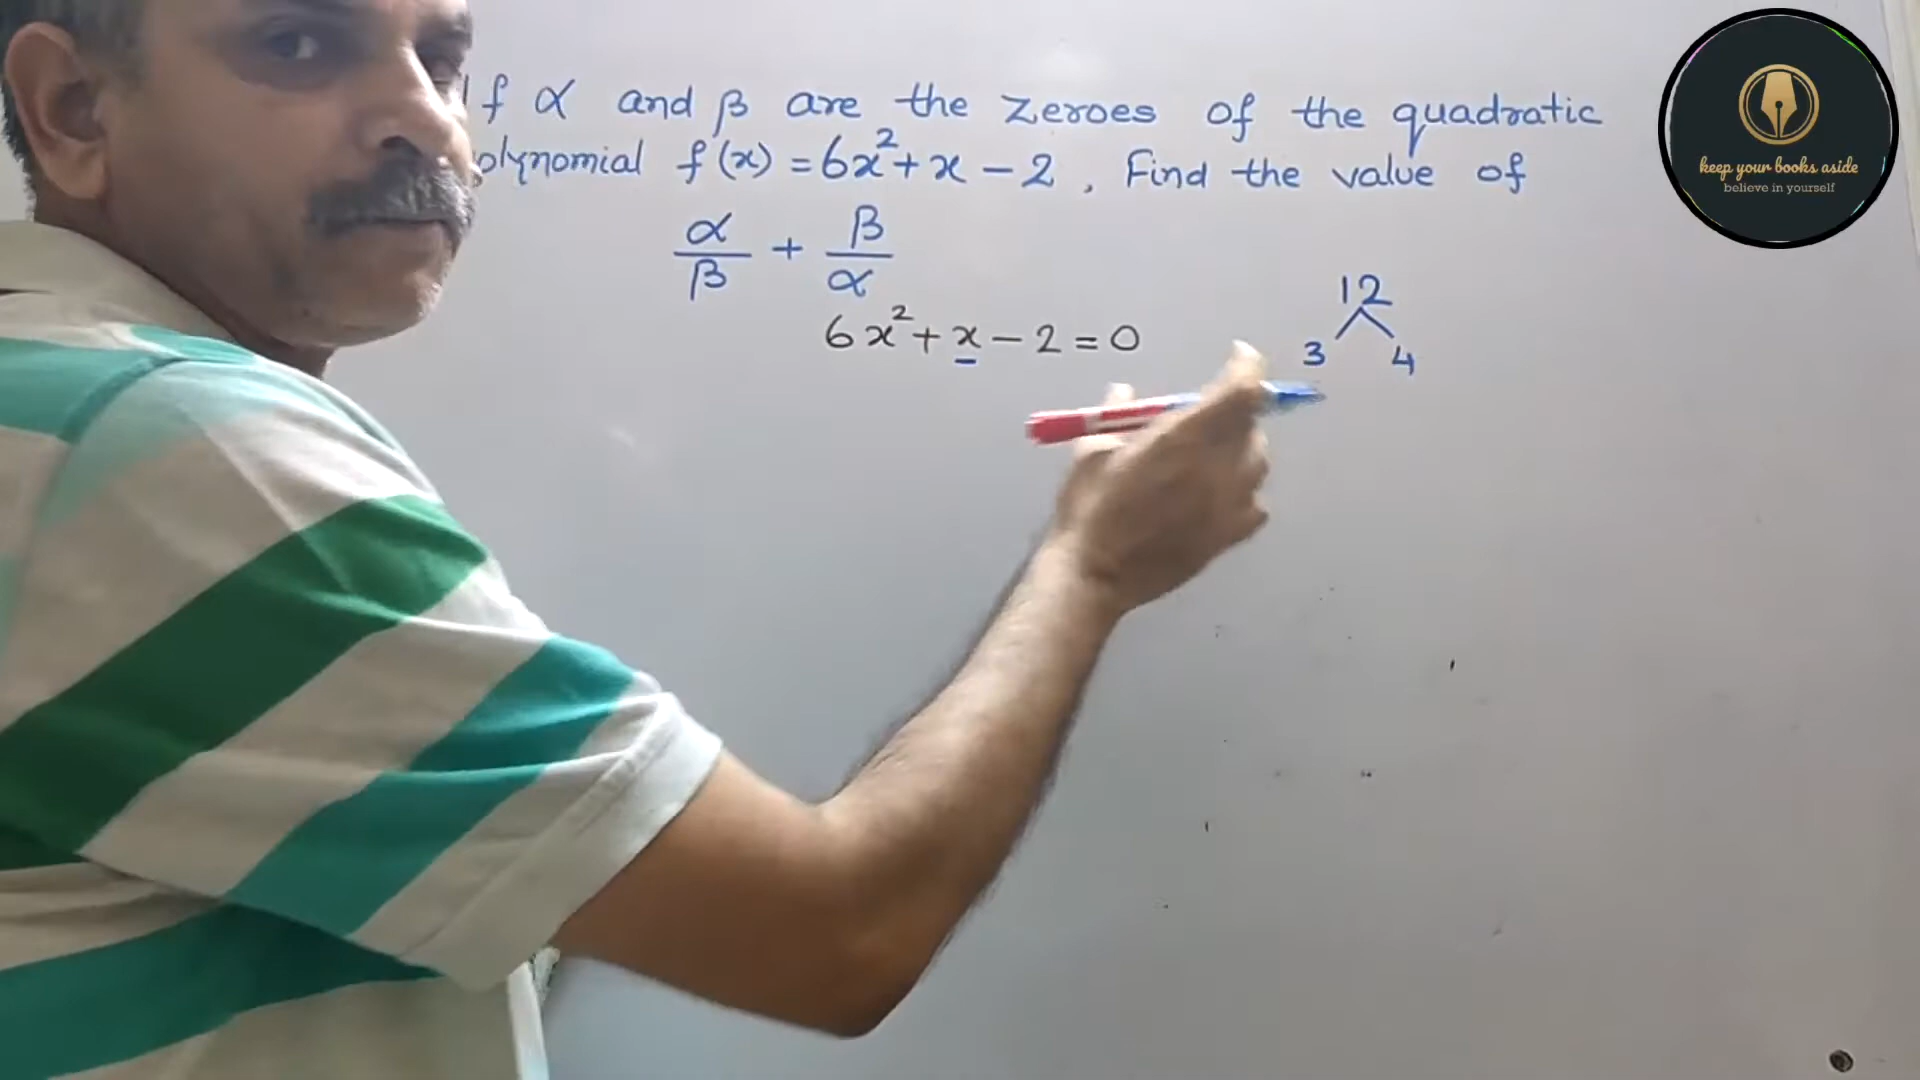 If α and β are the zeroes of the quadratic
polynomial f(x) = 6x² + x - 2, Find the value of
α/β + β/α
6x² + x - 2 = 0
12
3 4
keep your books aside
believe in yourself